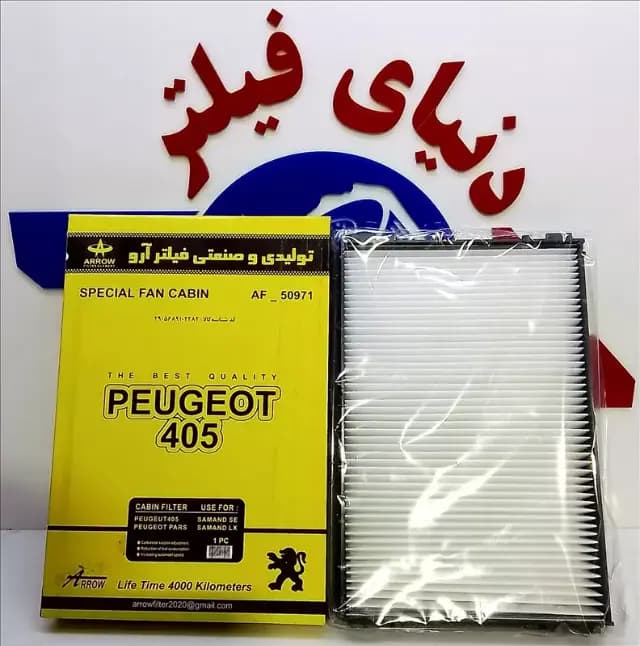 دنیای فیلتر
ARROW
تولیدی و صنعتی فیلتر آرو
SPECIAL FAN CABIN AF _ 50971
THE BEST QUALITY
PEUGEOT
405
CABIN FILTER USE FOR :
PEUGEUT405 SAMAND SE
PEUGEOT PARS SAMAND LX
1 PC
ARROW
Life Time 4000 Kilometers
arrowfilter2020@gmail.com